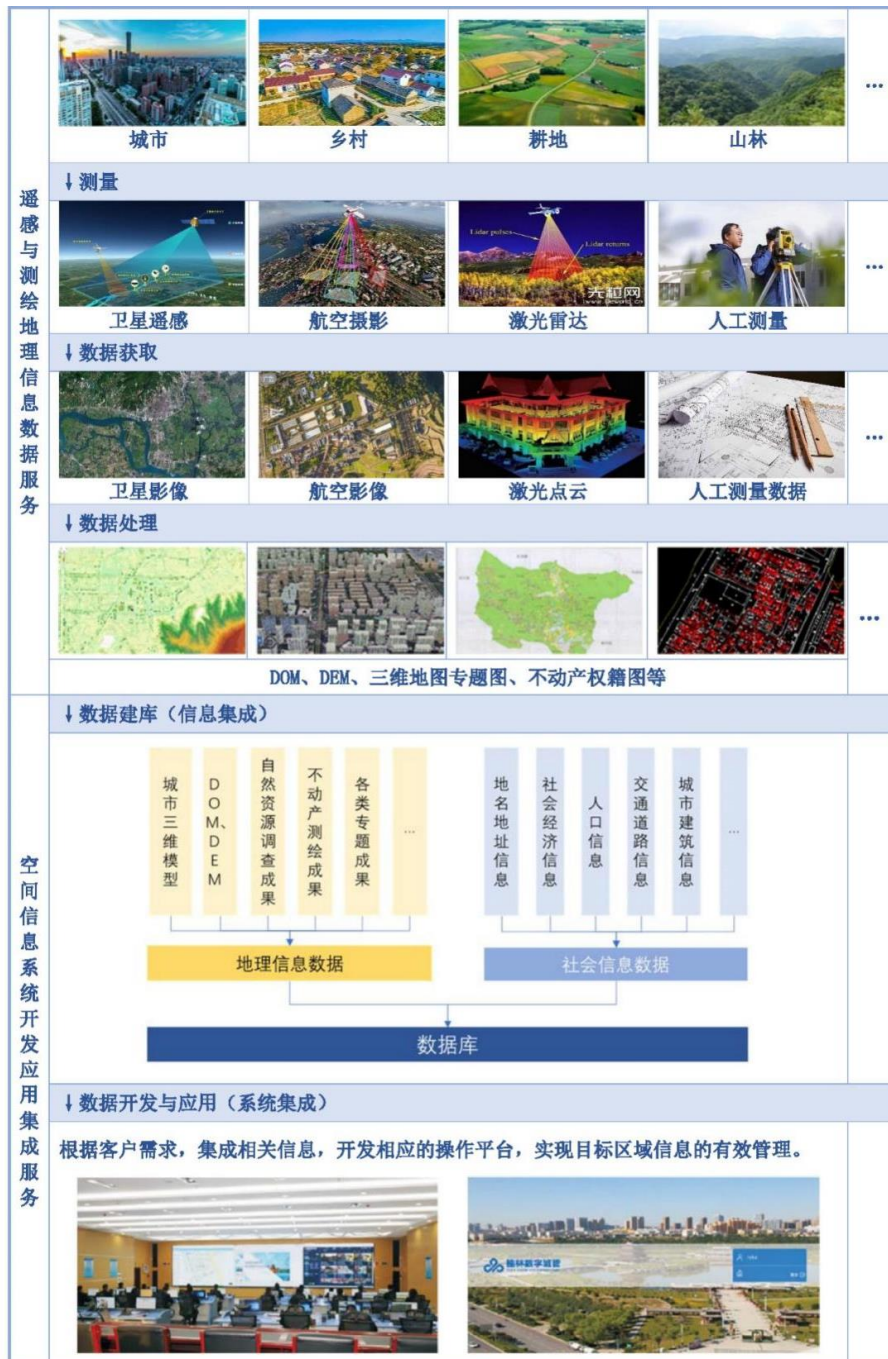 遥感与测绘地理信息数据服务
城市 乡村 耕地 山林 …
↓测量
Lidar pulses
Lidar returns
卫星遥感 航空摄影 激光雷达 人工测量 …
↓数据获取
卫星影像 航空影像 激光点云 人工测量数据 …
↓数据处理
…
DOM、DEM、三维地图专题图、不动产权籍图等
空间信息系统开发应用集成服务
↓数据建库（信息集成）
城市三维模型
DOM、DEM
自然资源调查成果
不动产测绘成果
各类专题成果
…
地名地址信息
社会经济信息
人口信息
交通道路信息
城市建筑信息
…
地理信息数据 社会信息数据
数据库
↓数据开发与应用（系统集成）
根据客户需求，集成相关信息，开发相应的操作平台，实现目标区域信息的有效管理。
榆林数字城管